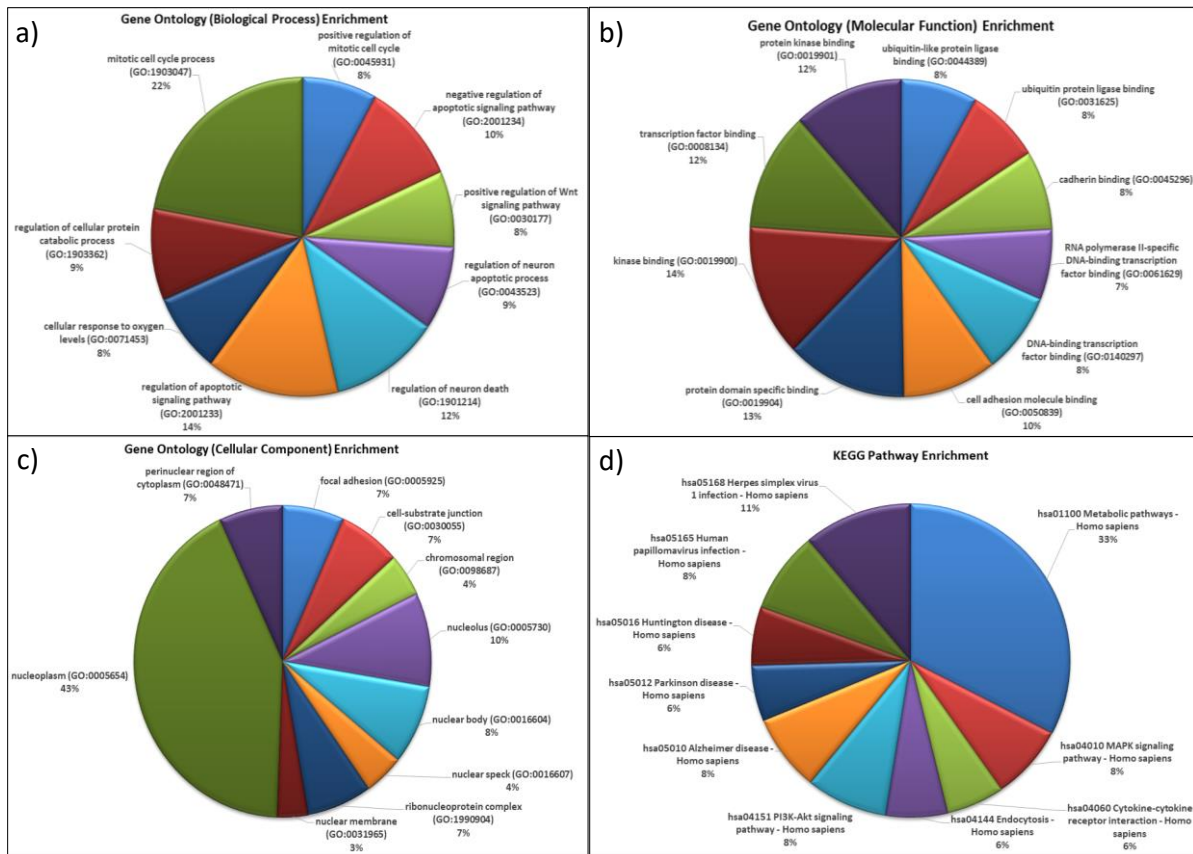 a)
Gene Ontology (Biological Process) Enrichment
positive regulation of
mitotic cell cycle
(GO:0045931)
8%
negative regulation of
apoptotic signaling pathway
(GO:2001234)
10%
positive regulation of Wnt
signaling pathway
(GO:0030177)
8%
regulation of neuron
apoptotic process
(GO:0043523)
9%
regulation of neuron death
(GO:1901214)
12%
regulation of apoptotic
signaling pathway
(GO:2001233)
14%
cellular response to oxygen
levels (GO:0071453)
8%
regulation of cellular protein
catabolic process
(GO:1903362)
9%
mitotic cell cycle process
(GO:1903047)
22%
b)
Gene Ontology (Molecular Function) Enrichment
ubiquitin-like protein ligase
binding (GO:0044389)
8%
ubiquitin protein ligase binding
(GO:0031625)
8%
cadherin binding (GO:0045296)
8%
RNA polymerase II-specific
DNA-binding transcription
factor binding (GO:0061629)
7%
DNA-binding transcription
factor binding (GO:0140297)
8%
cell adhesion molecule binding
(GO:0050839)
10%
protein domain specific binding
(GO:0019904)
13%
kinase binding (GO:0019900)
14%
transcription factor binding
(GO:0008134)
12%
protein kinase binding
(GO:0019901)
12%
c)
Gene Ontology (Cellular Component) Enrichment
focal adhesion (GO:0005925)
7%
cell-substrate junction
(GO:0030055)
7%
chromosomal region
(GO:0098687)
4%
nucleolus (GO:0005730)
10%
nuclear body (GO:0016604)
8%
nuclear speck (GO:0016607)
4%
ribonucleoprotein complex
(GO:1990904)
7%
nuclear membrane
(GO:0031965)
3%
nucleoplasm (GO:0005654)
43%
perinuclear region of
cytoplasm (GO:0048471)
7%
d)
KEGG Pathway Enrichment
hsa01100 Metabolic pathways -
Homo sapiens
33%
hsa04010 MAPK signaling
pathway - Homo sapiens
8%
hsa04060 Cytokine-cytokine
receptor interaction - Homo
sapiens
6%
hsa04144 Endocytosis -
Homo sapiens
6%
hsa04151 PI3K-Akt signaling
pathway - Homo sapiens
8%
hsa05010 Alzheimer disease -
Homo sapiens
8%
hsa05012 Parkinson disease -
Homo sapiens
6%
hsa05016 Huntington disease -
Homo sapiens
6%
hsa05165 Human
papillomavirus infection -
Homo sapiens
8%
hsa05168 Herpes simplex virus
1 infection - Homo sapiens
11%